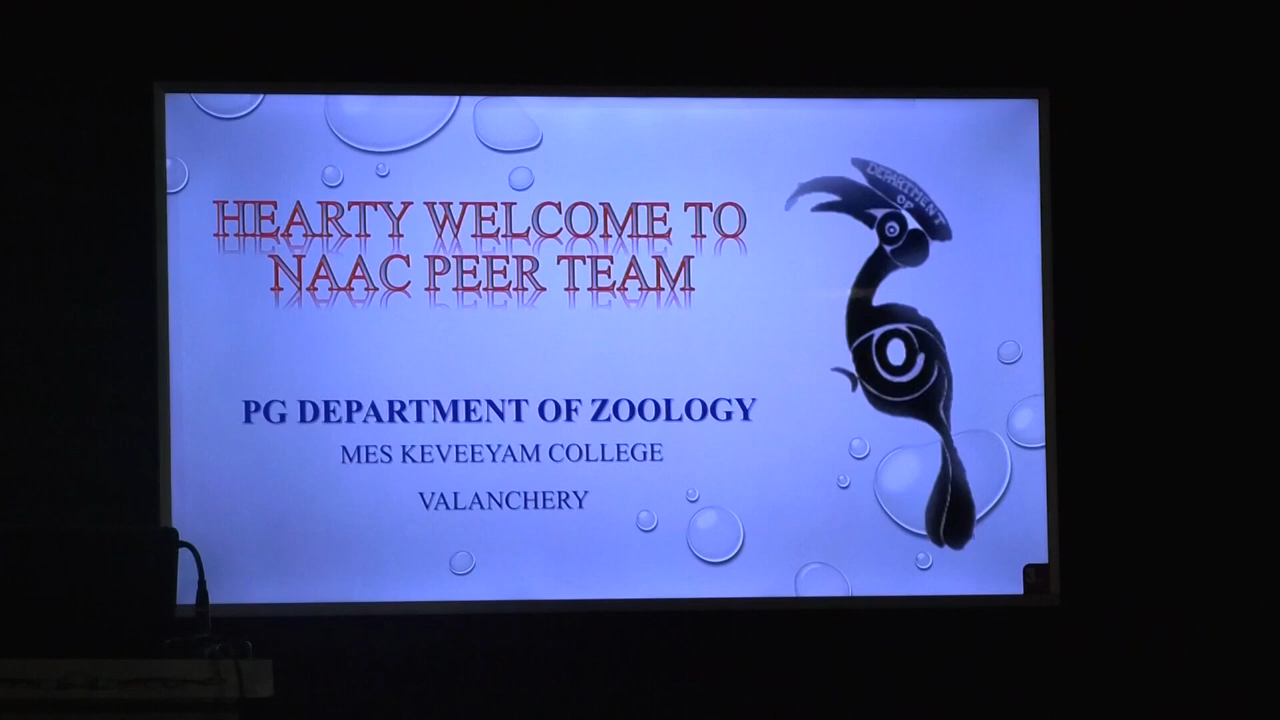 HEARTY WELCOME TO
NAAC PEER TEAM
DEPARTMENT
OF
PG DEPARTMENT OF ZOOLOGY
MES KEVEEYAM COLLEGE
VALANCHERY